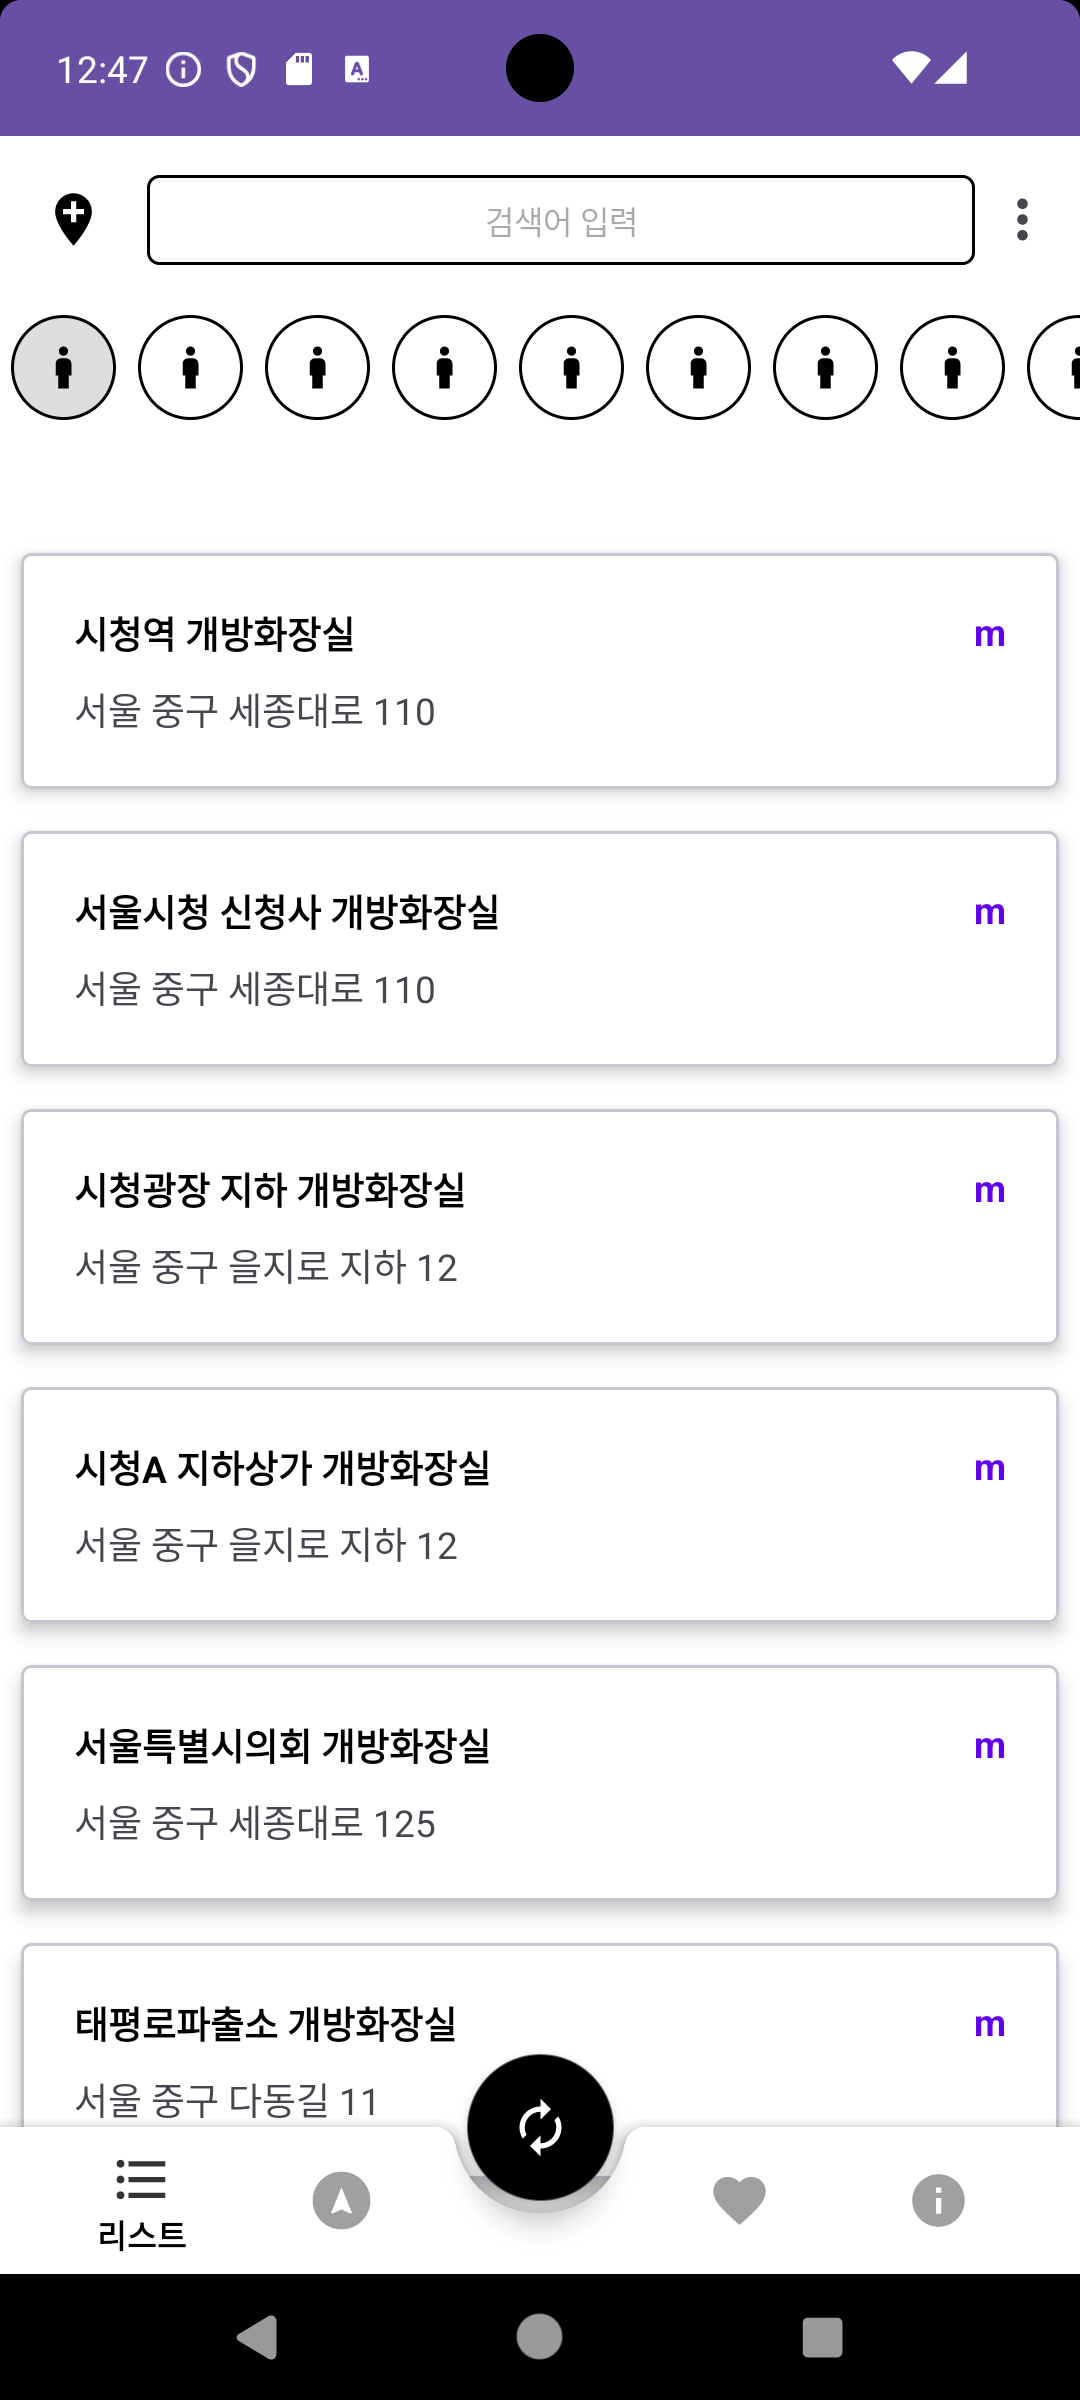 12:47
검색어 입력
시청역 개방화장실
m
서울 중구 세종대로 110
서울시청 신청사 개방화장실
m
서울 중구 세종대로 110
시청광장 지하 개방화장실
m
서울 중구 을지로 지하 12
시청A 지하상가 개방화장실
m
서울 중구 을지로 지하 12
서울특별시의회 개방화장실
m
서울 중구 세종대로 125
태평로파출소 개방화장실
m
서울 중구 다동길 11
리스트